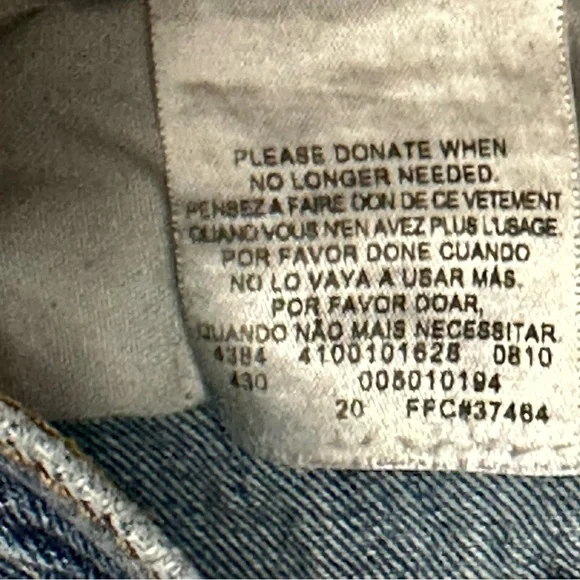 PLEASE DONATE WHEN
NO LONGER NEEDED.
PENSEZ A FAIRE DON DE CE VETEMENT
QUAND VOUS N'EN AVEZ PLUS L'USAGE.
POR FAVOR DONE CUANDO
NO LO VAYA A USAR MÁS.
POR FAVOR DOAR,
QUANDO NÃO MAIS NECESSITAR.
4384 4100101628 0810
430 005010194
20 FFC#37484